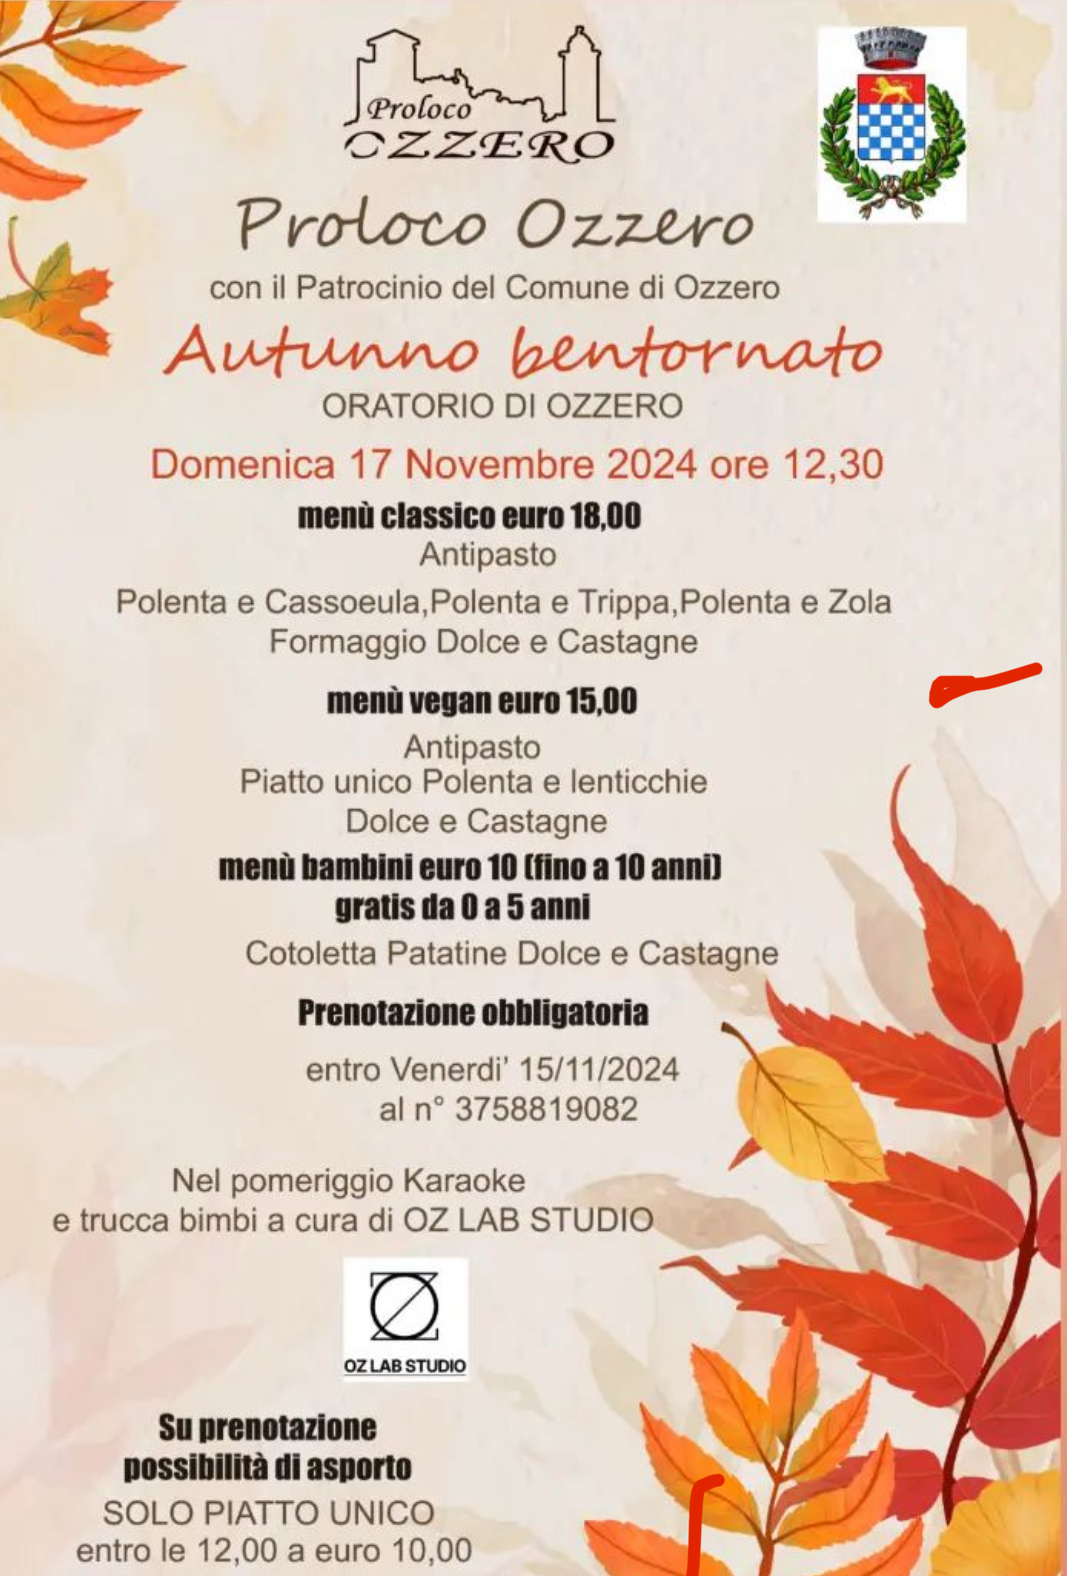 Proloco
OZZERO
Proloco Ozzero
con il Patrocinio del Comune di Ozzero
Autunno bentornato
ORATORIO DI OZZERO
Domenica 17 Novembre 2024 ore 12,30
menù classico euro 18,00
Antipasto
Polenta e Cassoeula,Polenta e Trippa,Polenta e Zola
Formaggio Dolce e Castagne
menù vegan euro 15,00
Antipasto
Piatto unico Polenta e lenticchie
Dolce e Castagne
menù bambini euro 10 (fino a 10 anni)
gratis da 0 a 5 anni
Cotoletta Patatine Dolce e Castagne
Prenotazione obbligatoria
entro Venerdi’ 15/11/2024
al n° 3758819082
Nel pomeriggio Karaoke
e trucca bimbi a cura di OZ LAB STUDIO
OZ LAB STUDIO
Su prenotazione
possibilità di asporto
SOLO PIATTO UNICO
entro le 12,00 a euro 10,00